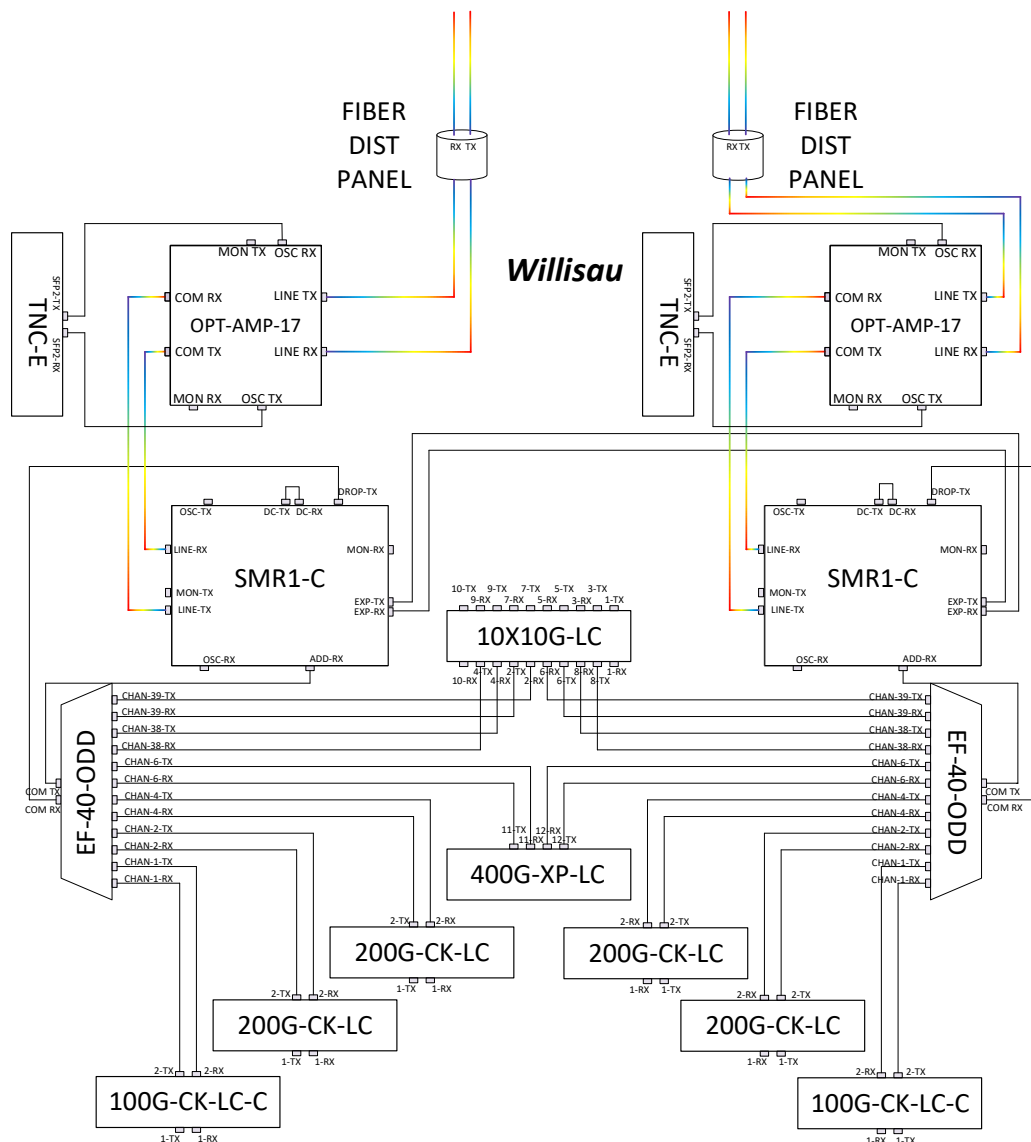 FIBER
DIST
PANEL
RX TX
FIBER
DIST
PANEL
RX TX
Willisau
TNC-E
SFP2-TX
SFP2-RX
MON TX
OSC RX
COM RX
LINE TX
OPT-AMP-17
COM TX
LINE RX
MON RX
OSC TX
TNC-E
SFP2-TX
SFP2-RX
MON TX
OSC RX
COM RX
LINE TX
OPT-AMP-17
COM TX
LINE RX
MON RX
OSC TX
DROP-TX
OSC-TX
DC-TX
DC-RX
LINE-RX
MON-RX
SMR1-C
MON-TX
EXP-TX
LINE-TX
EXP-RX
OSC-RX
ADD-RX
DROP-TX
OSC-TX
DC-TX
DC-RX
LINE-RX
MON-RX
SMR1-C
MON-TX
EXP-TX
LINE-TX
EXP-RX
OSC-RX
ADD-RX
10-TX
9-TX
7-TX
5-TX
3-TX
9-RX
7-RX
5-RX
3-RX
1-TX
10X10G-LC
4-TX
2-TX
6-RX
8-RX
1-RX
10-RX
4-RX
2-RX
6-TX
8-TX
EF-40-ODD
COM TX
COM RX
CHAN-39-TX
CHAN-39-RX
CHAN-38-TX
CHAN-38-RX
CHAN-6-TX
CHAN-6-RX
CHAN-4-TX
CHAN-4-RX
CHAN-2-TX
CHAN-2-RX
CHAN-1-TX
CHAN-1-RX
CHAN-39-TX
CHAN-39-RX
CHAN-38-TX
CHAN-38-RX
CHAN-6-TX
CHAN-6-RX
CHAN-4-TX
CHAN-4-RX
CHAN-2-TX
CHAN-2-RX
CHAN-1-TX
CHAN-1-RX
EF-40-ODD
COM TX
COM RX
11-TX
11-RX
12-RX
12-TX
400G-XP-LC
2-TX
2-RX
200G-CK-LC
1-TX
1-RX
2-RX
2-TX
200G-CK-LC
1-RX
1-TX
2-TX
2-RX
200G-CK-LC
1-TX
1-RX
2-RX
2-TX
200G-CK-LC
1-RX
1-TX
2-TX
2-RX
100G-CK-LC-C
1-TX
1-RX
2-RX
2-TX
100G-CK-LC-C
1-RX
1-TX